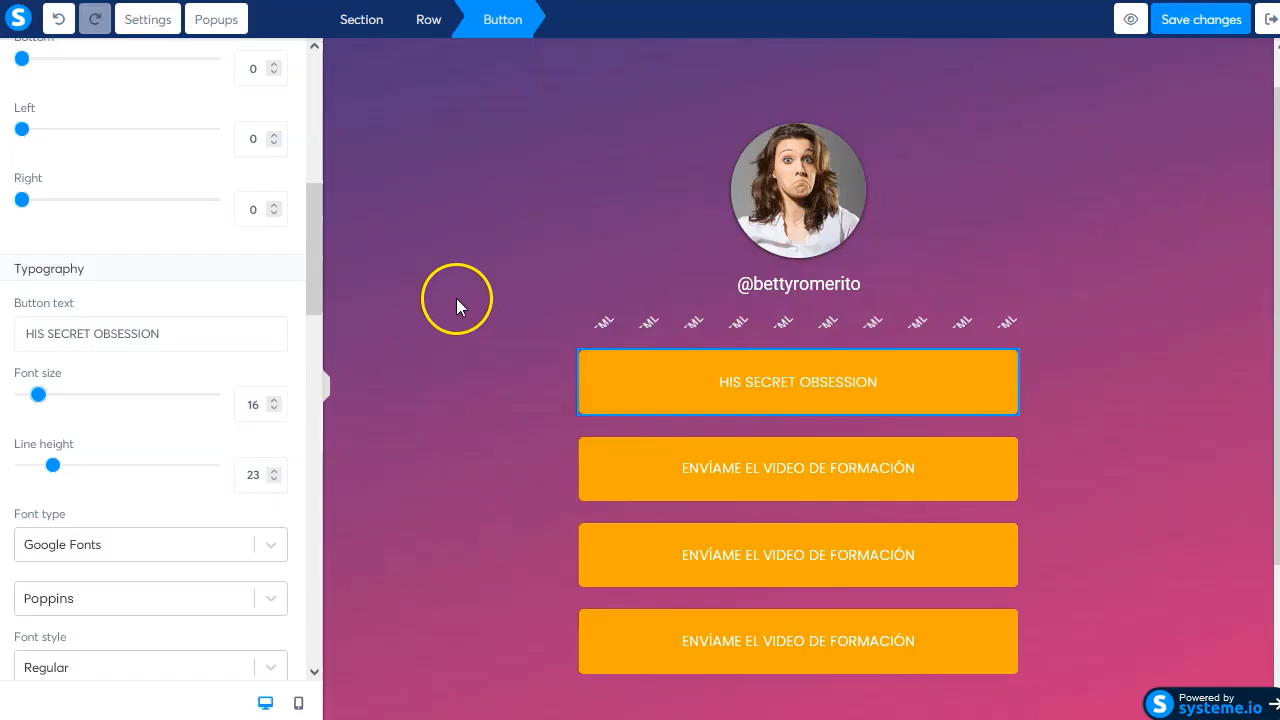 S
Settings
Popups
Section
Row
Button
Save changes
Bottom
0
Left
0
Right
0
Typography
Button text
HIS SECRET OBSESSION
Font size
16
Line height
23
Font type
Google Fonts
Poppins
Font style
Regular
@bettyromerito
HIS SECRET OBSESSION
ENVÍAME EL VIDEO DE FORMACIÓN
ENVÍAME EL VIDEO DE FORMACIÓN
ENVÍAME EL VIDEO DE FORMACIÓN
S
Powered by
systeme.io